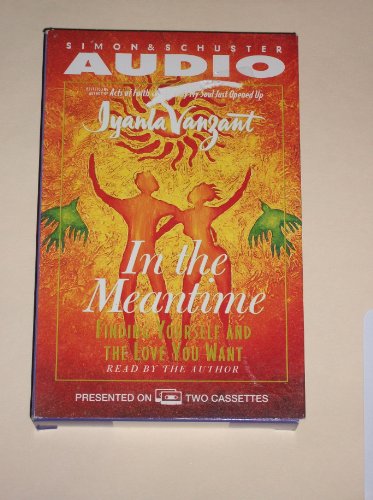 SIMON & SCHUSTER
AUDIO
Acts of Faith My Soul Just Opened Up
Iyanla Vanzant
In the
Meantime
FINDING YOURSELF AND
THE LOVE YOU WANT
READ BY THE AUTHOR
PRESENTED ON TWO CASSETTES